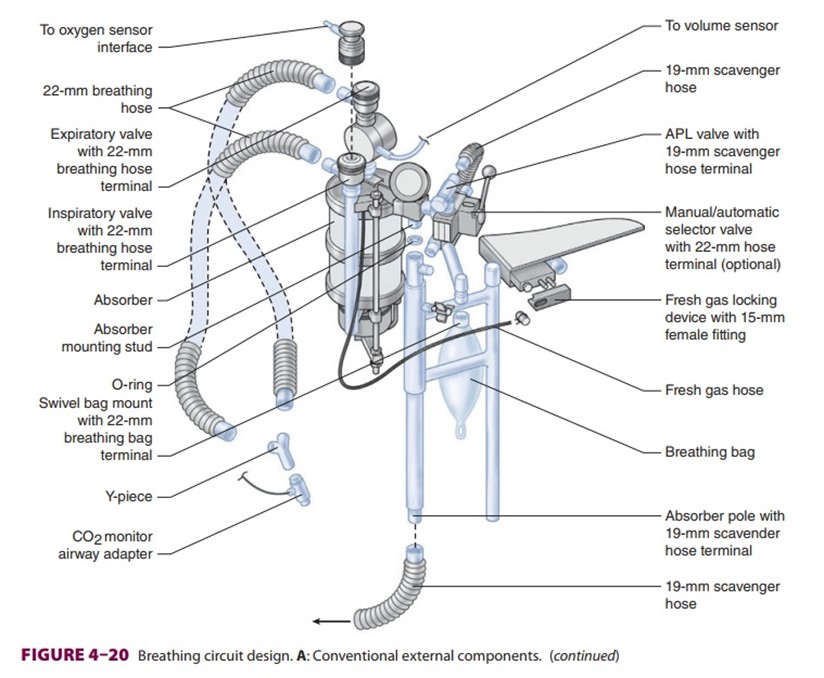 To oxygen sensor
interface
22-mm breathing
hose
Expiratory valve
with 22-mm
breathing hose
terminal
Inspiratory valve
with 22-mm
breathing hose
terminal
Absorber
Absorber
mounting stud
O-ring
Swivel bag mount
with 22-mm
breathing bag
terminal
Y-piece
CO2 monitor
airway adapter
To volume sensor
19-mm scavenger
hose
APL valve with
19-mm scavenger
hose terminal
Manual/automatic
selector valve
with 22-mm hose
terminal (optional)
Fresh gas locking
device with 15-mm
female fitting
Fresh gas hose
Breathing bag
Absorber pole with
19-mm scavender
hose terminal
19-mm scavenger
hose
FIGURE 4–20 Breathing circuit design. A: Conventional external components. (continued)